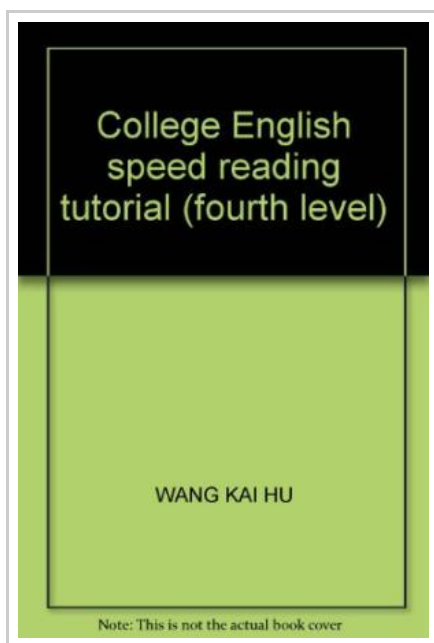 College English
speed reading
tutorial (fourth level)
WANG KAI HU
Note: This is not the actual book cover